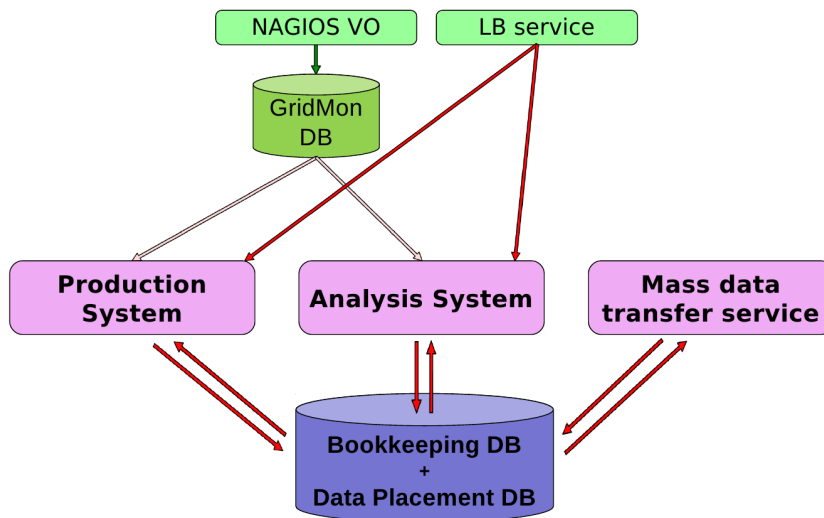 NAGIOS VO
LB service
GridMon
DB
Production
System
Analysis System
Mass data
transfer service
Bookkeeping DB
+
Data Placement DB